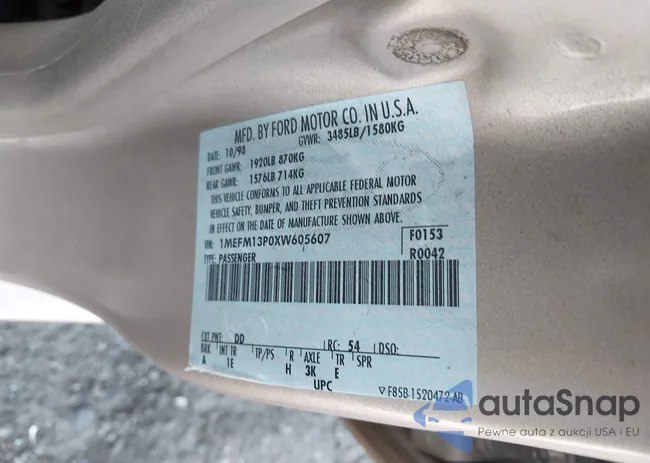 MFD. BY FORD MOTOR CO. IN U.S.A.
DATE: 10/98 GVWR: 3485LB/1580KG
FRONT GAWR: 1920LB 870KG
REAR GAWR: 1576LB 714KG
THIS VEHICLE CONFORMS TO ALL APPLICABLE FEDERAL MOTOR
VEHICLE SAFETY, BUMPER, AND THEFT PREVENTION STANDARDS
IN EFFECT ON THE DATE OF MANUFACTURE SHOWN ABOVE.
VIN: 1MEFM13P0XW605607 F0153
TYPE: PASSENGER R0042
EXT PNT: DD RC: 54 DSO:
BRK INT TR TP/PS R AXLE TR SPR
A 1E H 3K E
UPC
▽ F85B-1520472-AB
autoSnap
Pewne auta z aukcji USA i EU